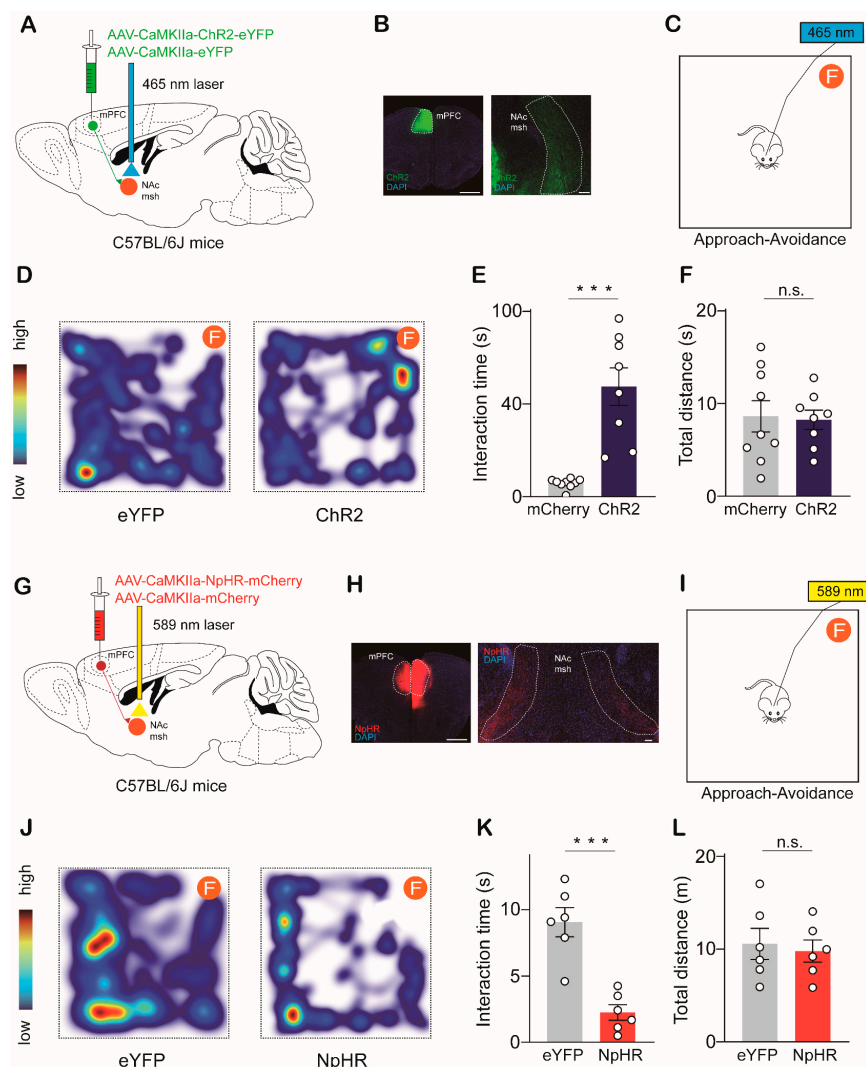 A
AAV-CaMKIIa-ChR2-eYFP
AAV-CaMKIIa-eYFP
465 nm laser
mPFC
NAc
msh
C57BL/6J mice
B
mPFC
ChR2
DAPI
NAc
msh
ChR2
DAPI
C
465 nm
F
Approach-Avoidance
D
high
low
F
eYFP
F
ChR2
E
Interaction time (s)
100
40
0
* * *
mCherry
ChR2
F
Total distance (s)
20
10
0
n.s.
mCherry
ChR2
G
AAV-CaMKIIa-NpHR-mCherry
AAV-CaMKIIa-mCherry
589 nm laser
mPFC
NAc
msh
C57BL/6J mice
H
mPFC
NpHR
DAPI
NpHR
DAPI
NAc
msh
I
589 nm
F
Approach-Avoidance
J
high
low
F
eYFP
F
NpHR
K
Interaction time (s)
10
5
0
* * *
eYFP
NpHR
L
Total distance (m)
20
10
0
n.s.
eYFP
NpHR